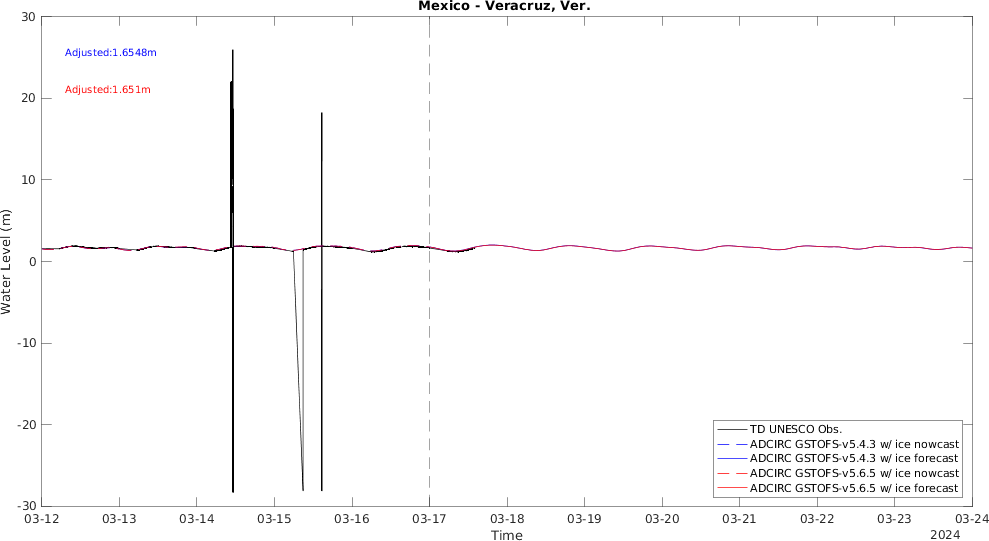 Mexico - Veracruz, Ver.
Adjusted:1.6548m
Adjusted:1.651m
Water Level (m)
30
20
10
0
-10
-20
-30
03-12 03-13 03-14 03-15 03-16 03-17 03-18 03-19 03-20 03-21 03-22 03-23 03-24
Time
2024
TD UNESCO Obs.
ADCIRC GSTOFS-v5.4.3 w/ ice nowcast
ADCIRC GSTOFS-v5.4.3 w/ ice forecast
ADCIRC GSTOFS-v5.6.5 w/ ice nowcast
ADCIRC GSTOFS-v5.6.5 w/ ice forecast